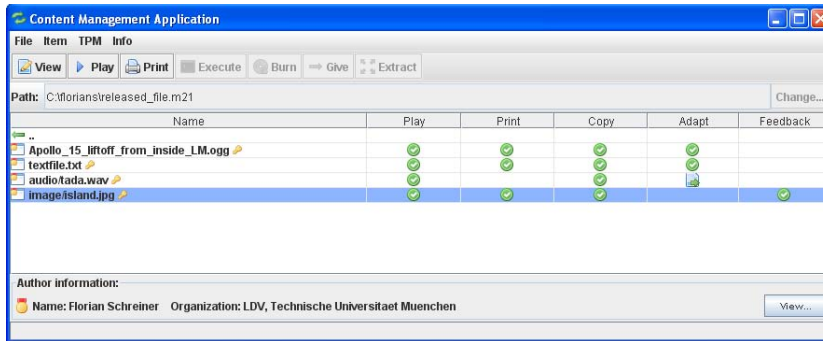 Content Management Application
File Item TPM Info
View Play Print Execute Burn Give Extract
Path: C:\florians\released_file.m21 Change...
Name Play Print Copy Adapt Feedback
..
Apollo_15_liftoff_from_inside_LM.ogg
textfile.txt
audio/tada.wav
image/island.jpg
Author information:
Name: Florian Schreiner Organization: LDV, Technische Universitaet Muenchen View...